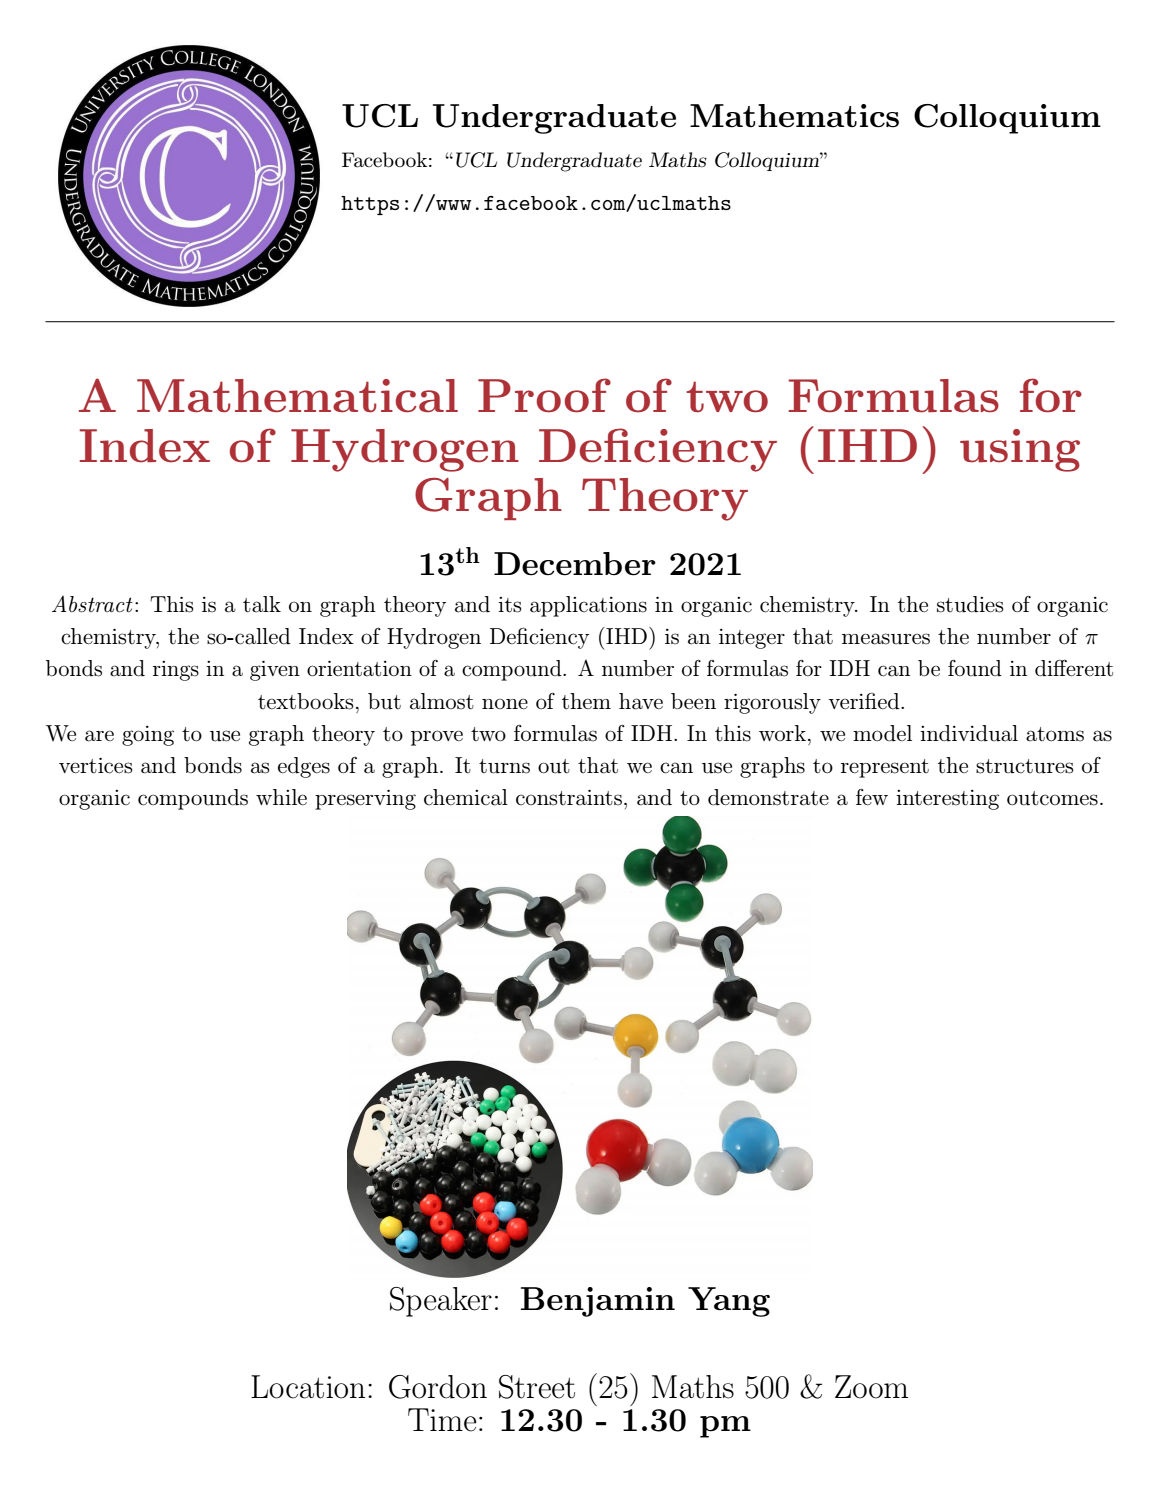 UNIVERSITY COLLEGE LONDON
UNDERGRADUATE MATHEMATICS COLLOQUIUM
C
UCL Undergraduate Mathematics Colloquium
Facebook: “UCL Undergraduate Maths Colloquium”
https://www.facebook.com/uclmaths
A Mathematical Proof of two Formulas for
Index of Hydrogen Deficiency (IHD) using
Graph Theory
13th December 2021
Abstract: This is a talk on graph theory and its applications in organic chemistry. In the studies of organic
chemistry, the so-called Index of Hydrogen Deficiency (IHD) is an integer that measures the number of π
bonds and rings in a given orientation of a compound. A number of formulas for IDH can be found in different
textbooks, but almost none of them have been rigorously verified.
We are going to use graph theory to prove two formulas of IDH. In this work, we model individual atoms as
vertices and bonds as edges of a graph. It turns out that we can use graphs to represent the structures of
organic compounds while preserving chemical constraints, and to demonstrate a few interesting outcomes.
Speaker: Benjamin Yang
Location: Gordon Street (25) Maths 500 & Zoom
Time: 12.30 - 1.30 pm